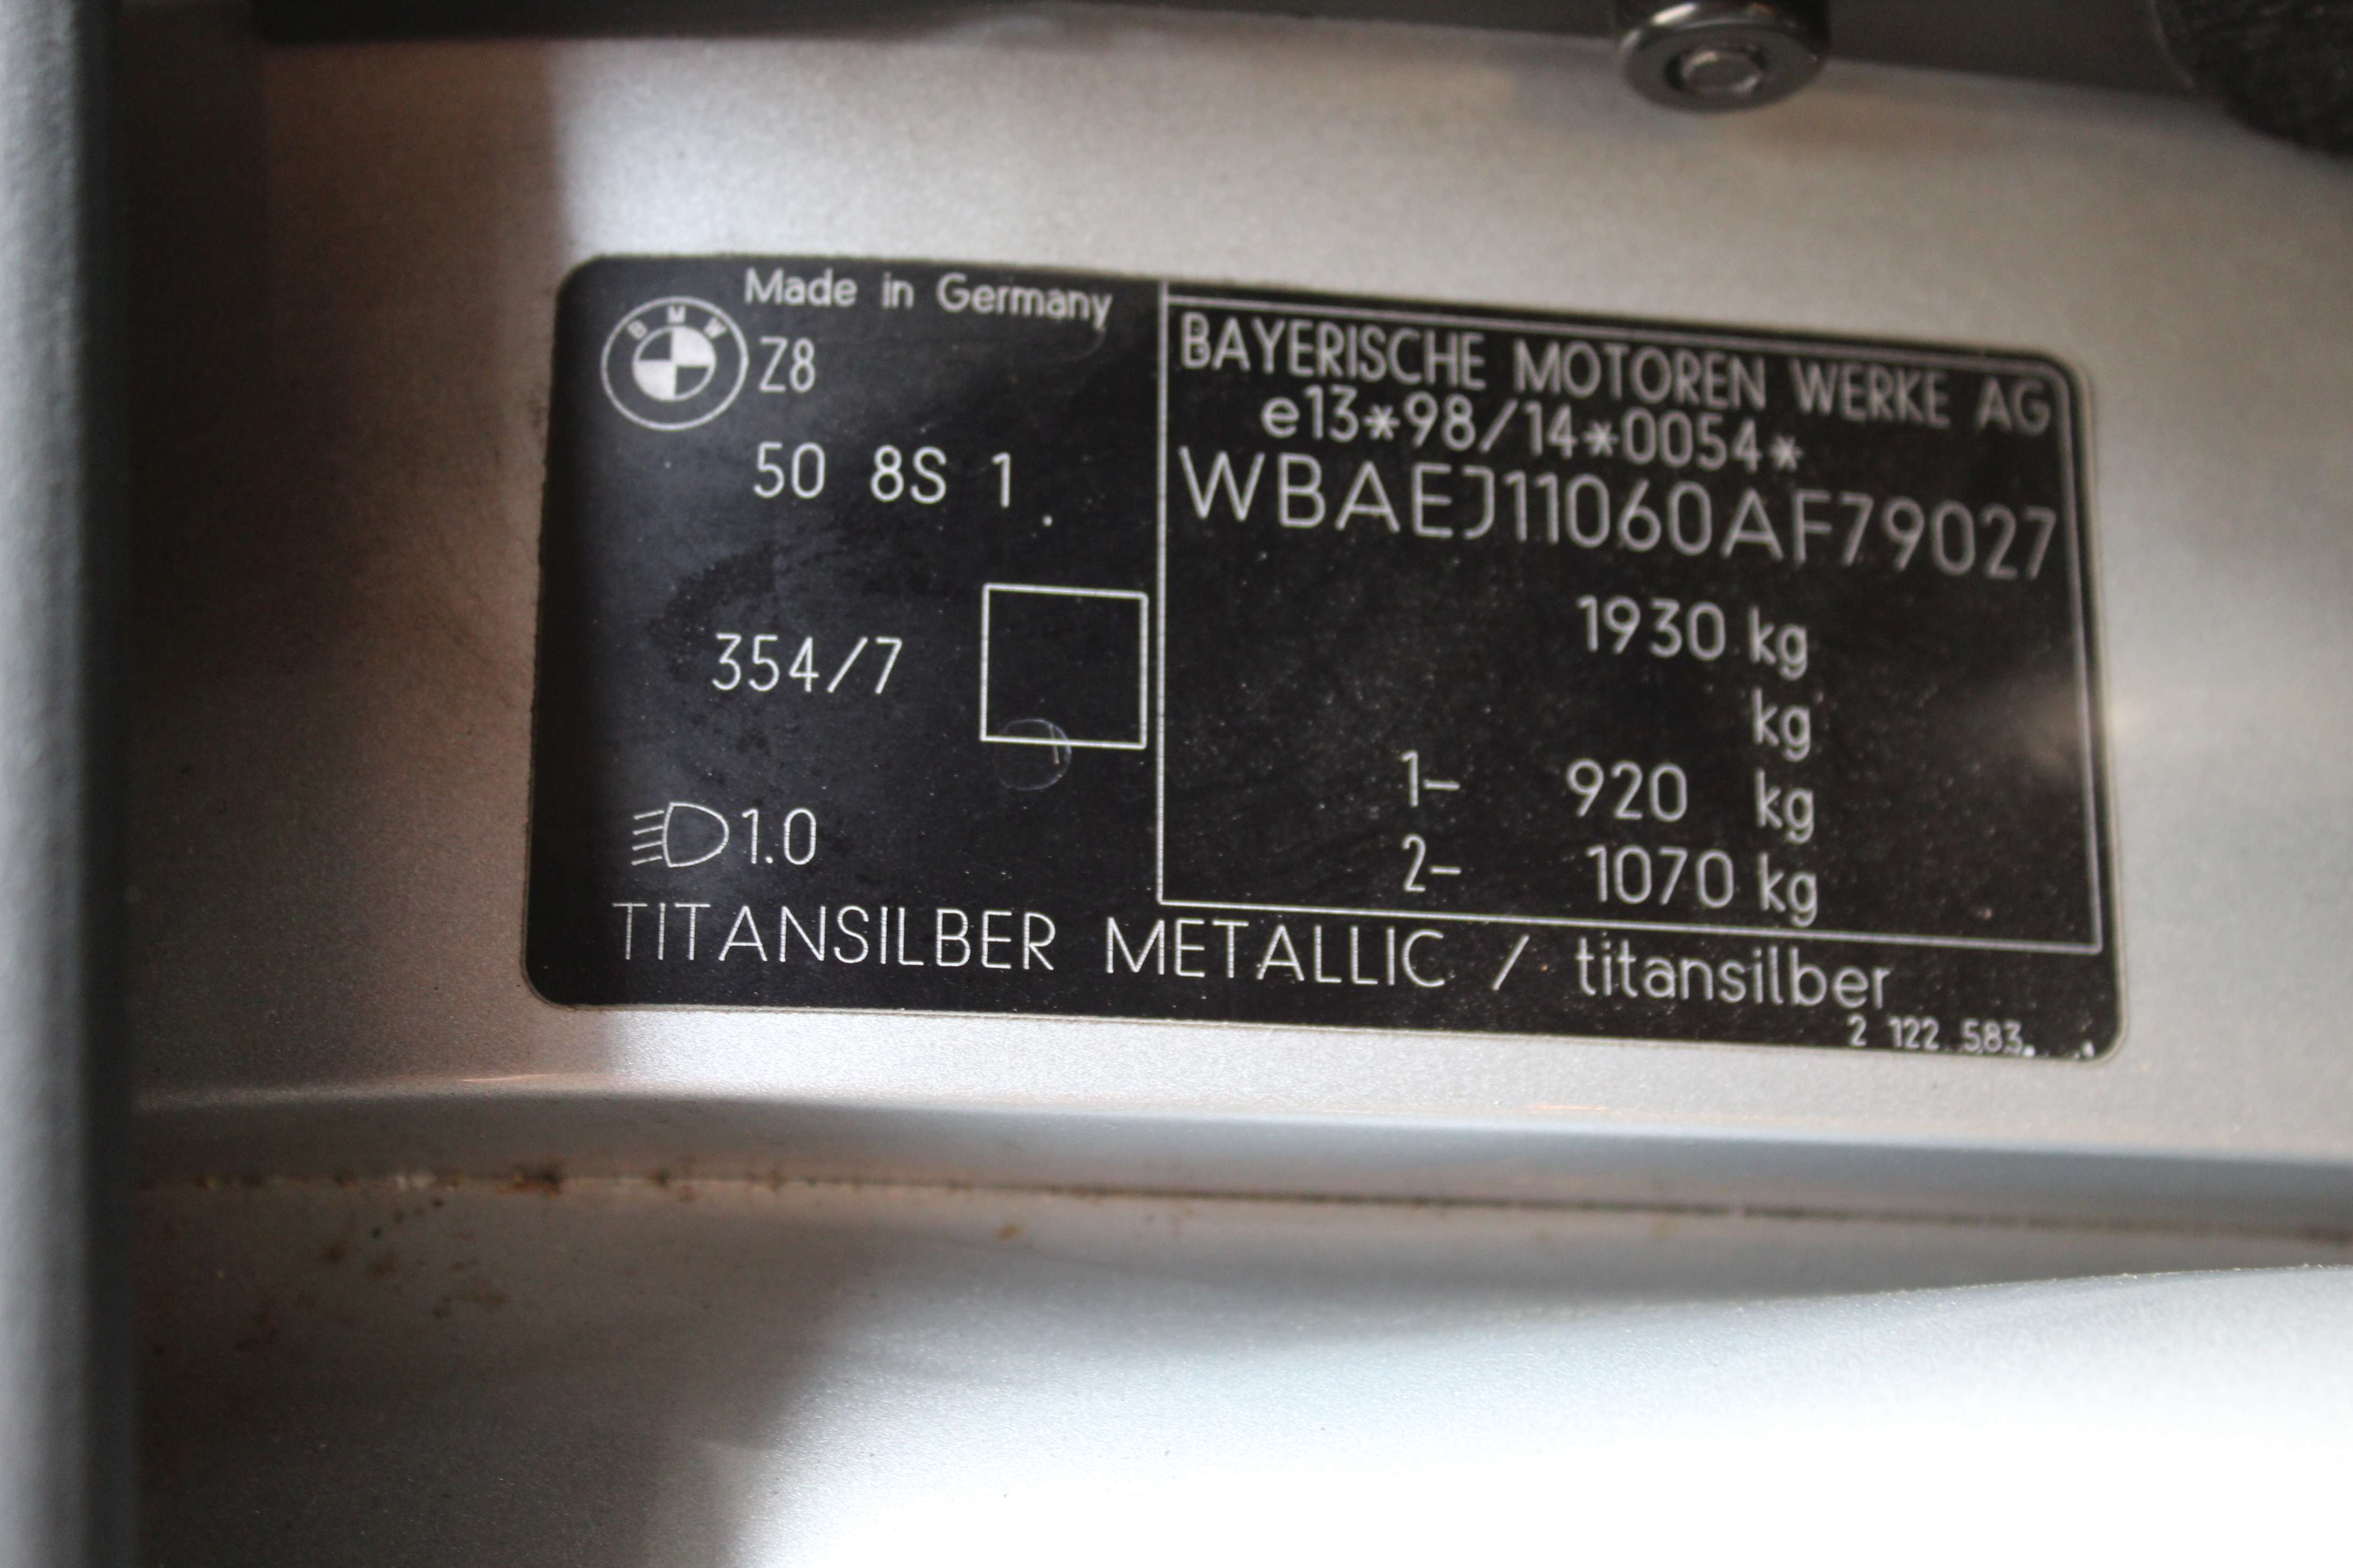 Made in Germany
BMW
Z8
50 8S 1
354/7
1.0
BAYERISCHE MOTOREN WERKE AG
e13*98/14*0054*
WBAEJ11060AF79027
1930 kg
kg
1- 920 kg
2- 1070 kg
TITANSILBER METALLIC / titansilber
2 122 583